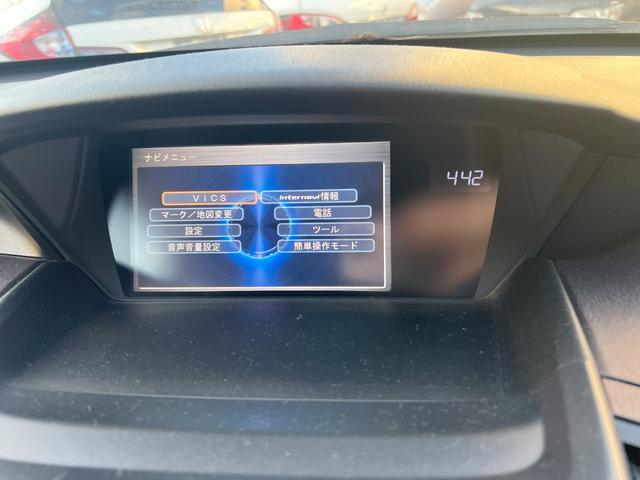 ナビメニュー
VICS
internavi情報
マーク／地図変更
電話
設定
ツール
音声音量設定
簡単操作モード
4:42